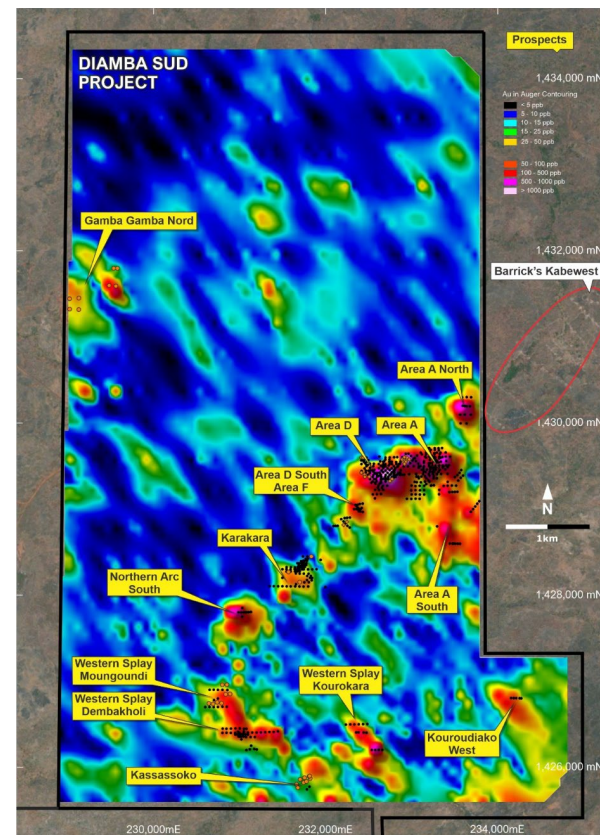 DIAMBA SUD
PROJECT
Prospects
1,434,000 mN
Au in Auger Contouring
< 5 ppb
5 - 10 ppb
10 - 15 ppb
15 - 25 ppb
25 - 50 ppb
50 - 100 ppb
100 - 500 ppb
500 - 1000 ppb
> 1000 ppb
Gamba Gamba Nord
1,432,000 mN
Barrick's Kabewest
Area A North
1,430,000 mN
Area D
Area A
Area D South
Area F
N
1km
Karakara
Northern Arc
South
Area A
South
1,428,000 mN
Western Splay
Moungoundi
Western Splay
Kourokara
Western Splay
Dembakholi
Kouroudiako
West
Kassassoko
1,426,000 mN
230,000mE
232,000mE
234,000mE